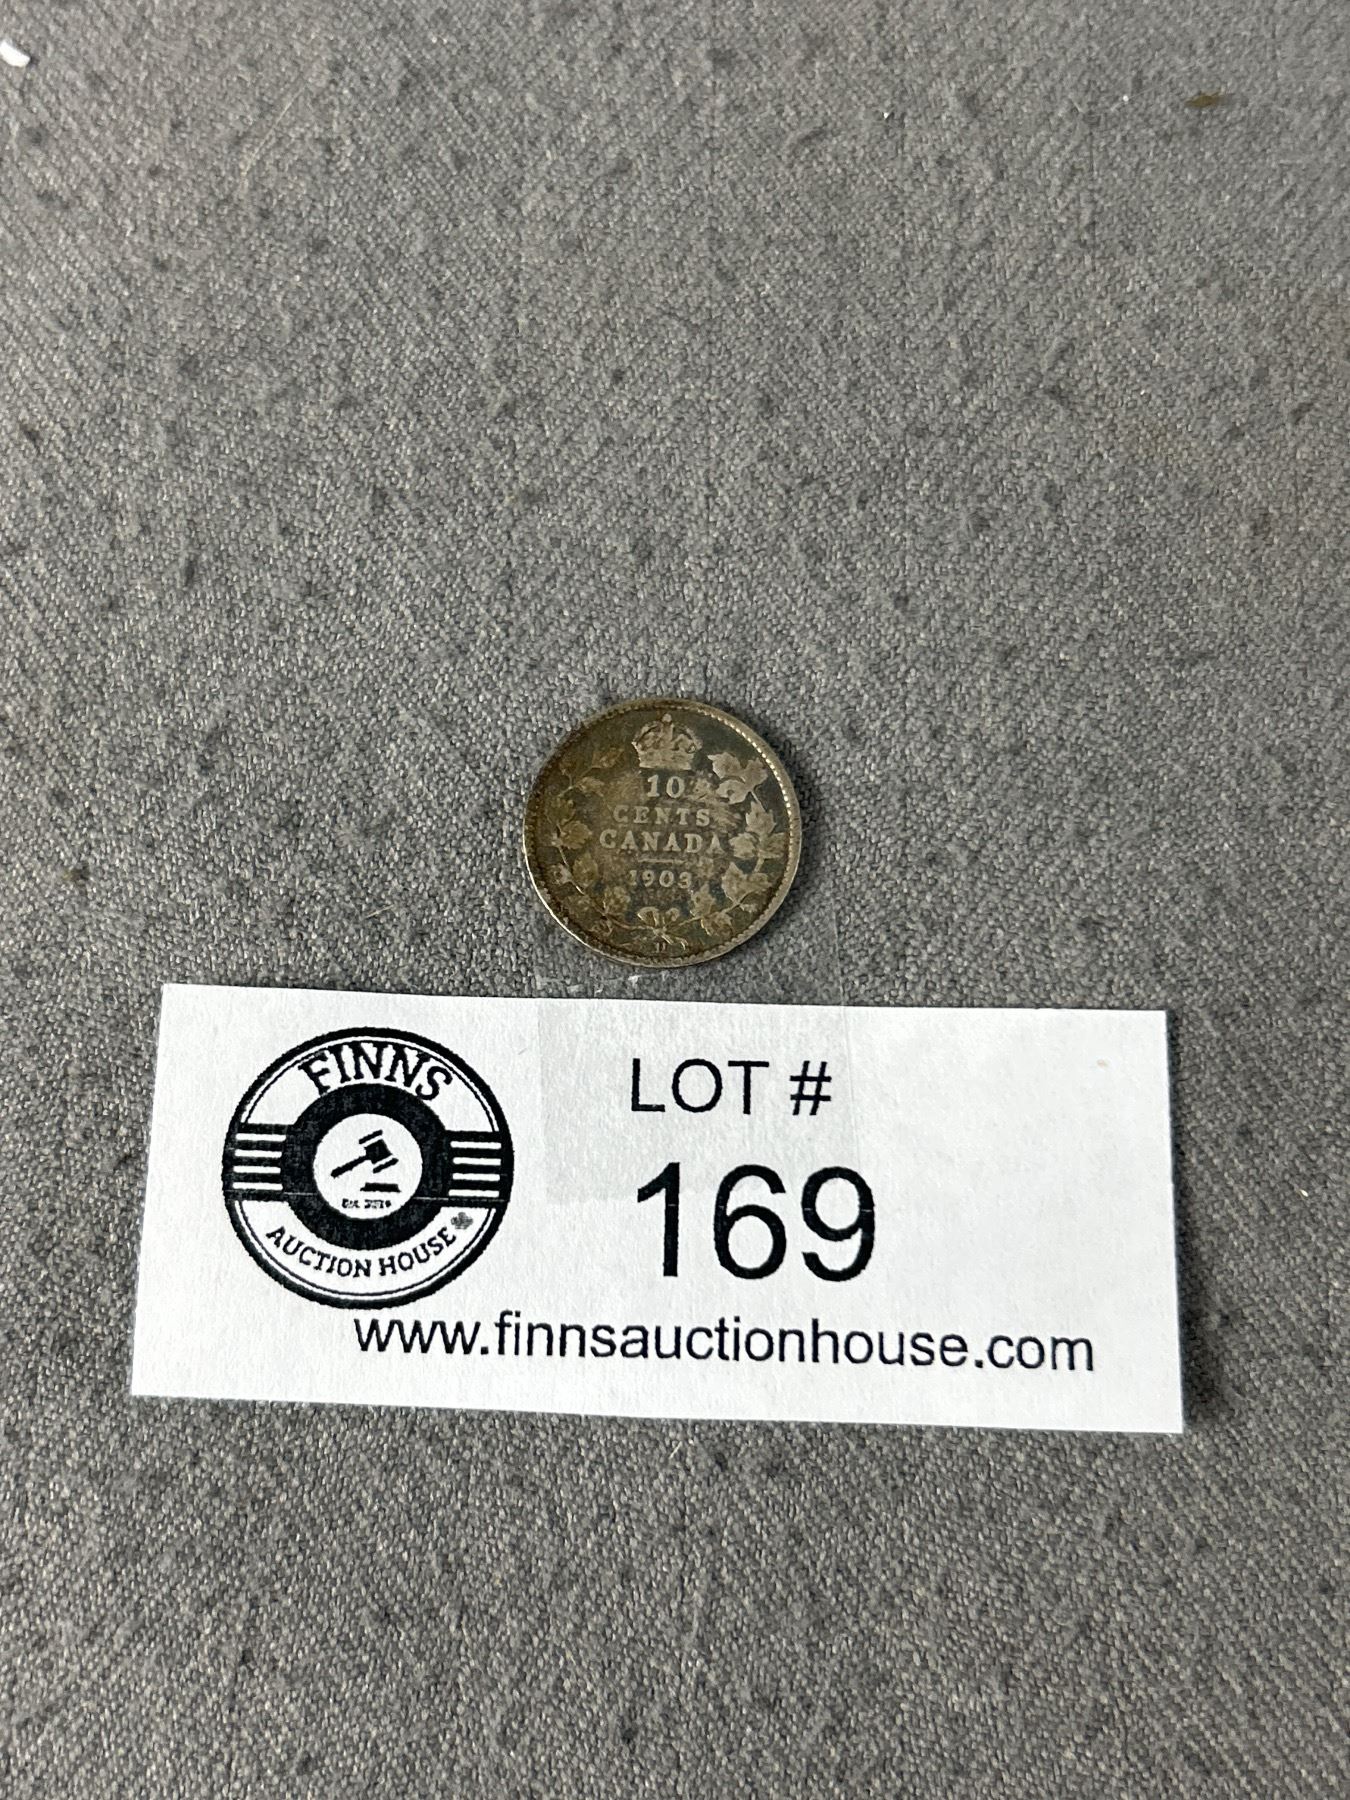 10
CENTS
CANADA
1903
H
FINNS
AUCTION HOUSE
LOT #
169
www.finnsauctionhouse.com